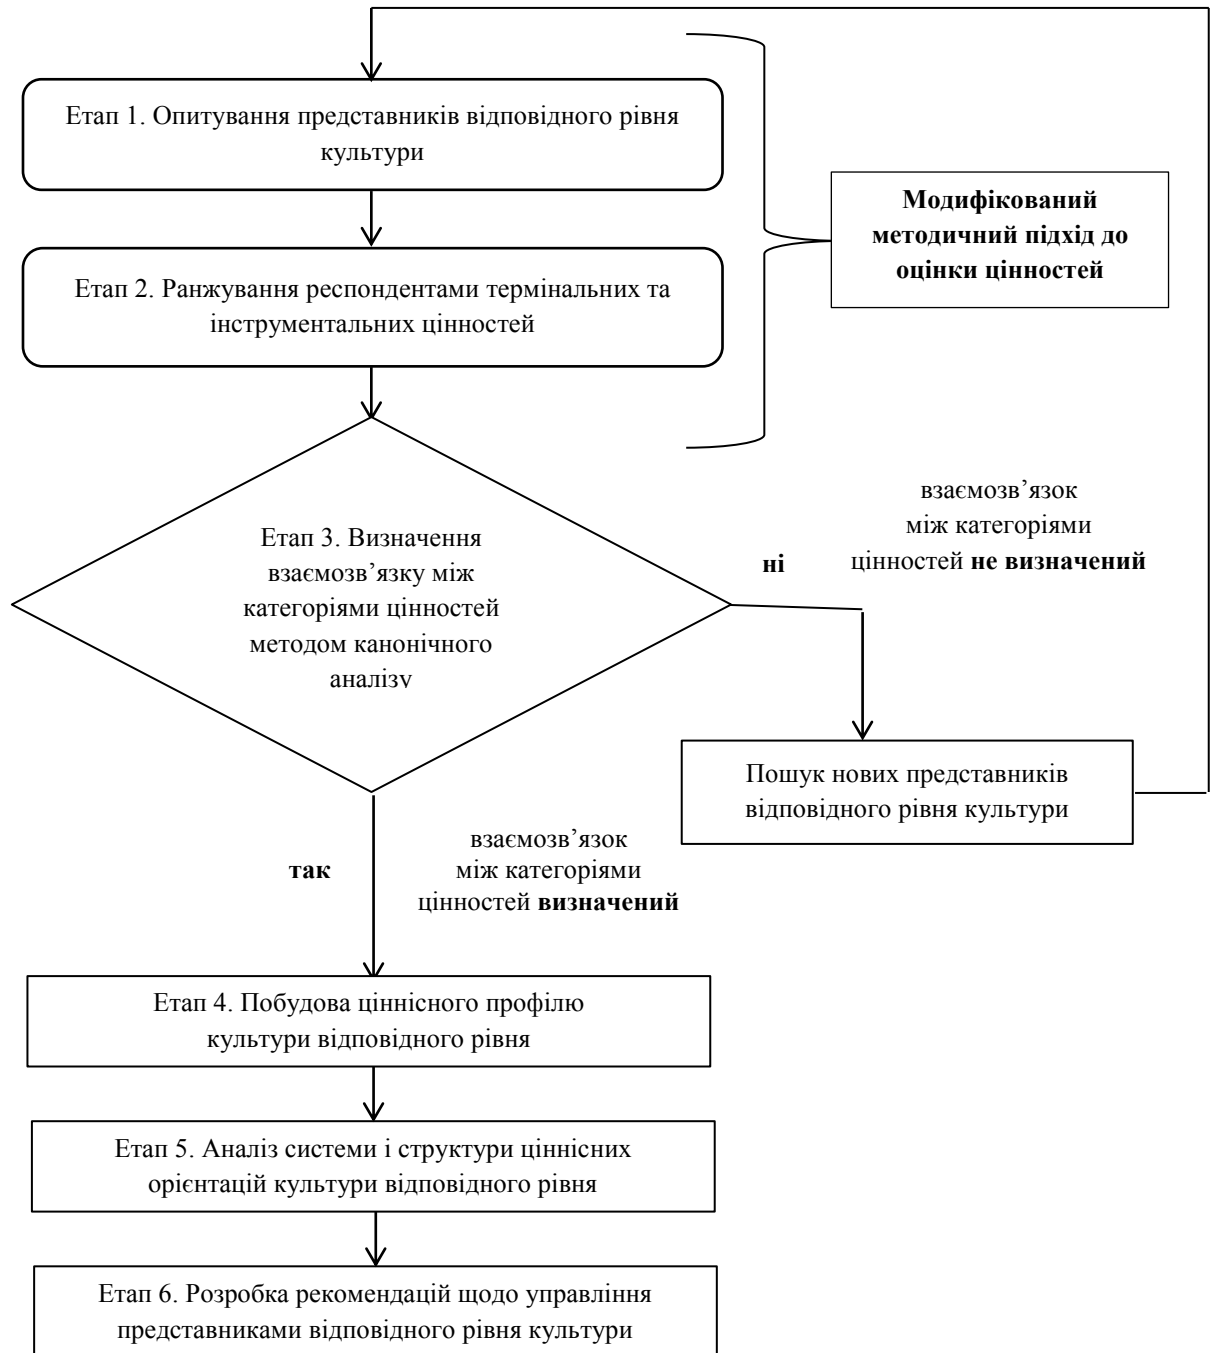 Етап 1. Опитування представників відповідного рівня
культури
Модифікований
методичний підхід до
оцінки цінностей
Етап 2. Ранжування респондентами термінальних та
інструментальних цінностей
взаємозв’язок
між категоріями
цінностей не визначений
ні
Етап 3. Визначення
взаємозв’язку між
категоріями цінностей
методом канонічного
аналізу
Пошук нових представників
відповідного рівня культури
так
взаємозв’язок
між категоріями
цінностей визначений
Етап 4. Побудова ціннісного профілю
культури відповідного рівня
Етап 5. Аналіз системи і структури ціннісних
орієнтацій культури відповідного рівня
Етап 6. Розробка рекомендацій щодо управління
представниками відповідного рівня культури